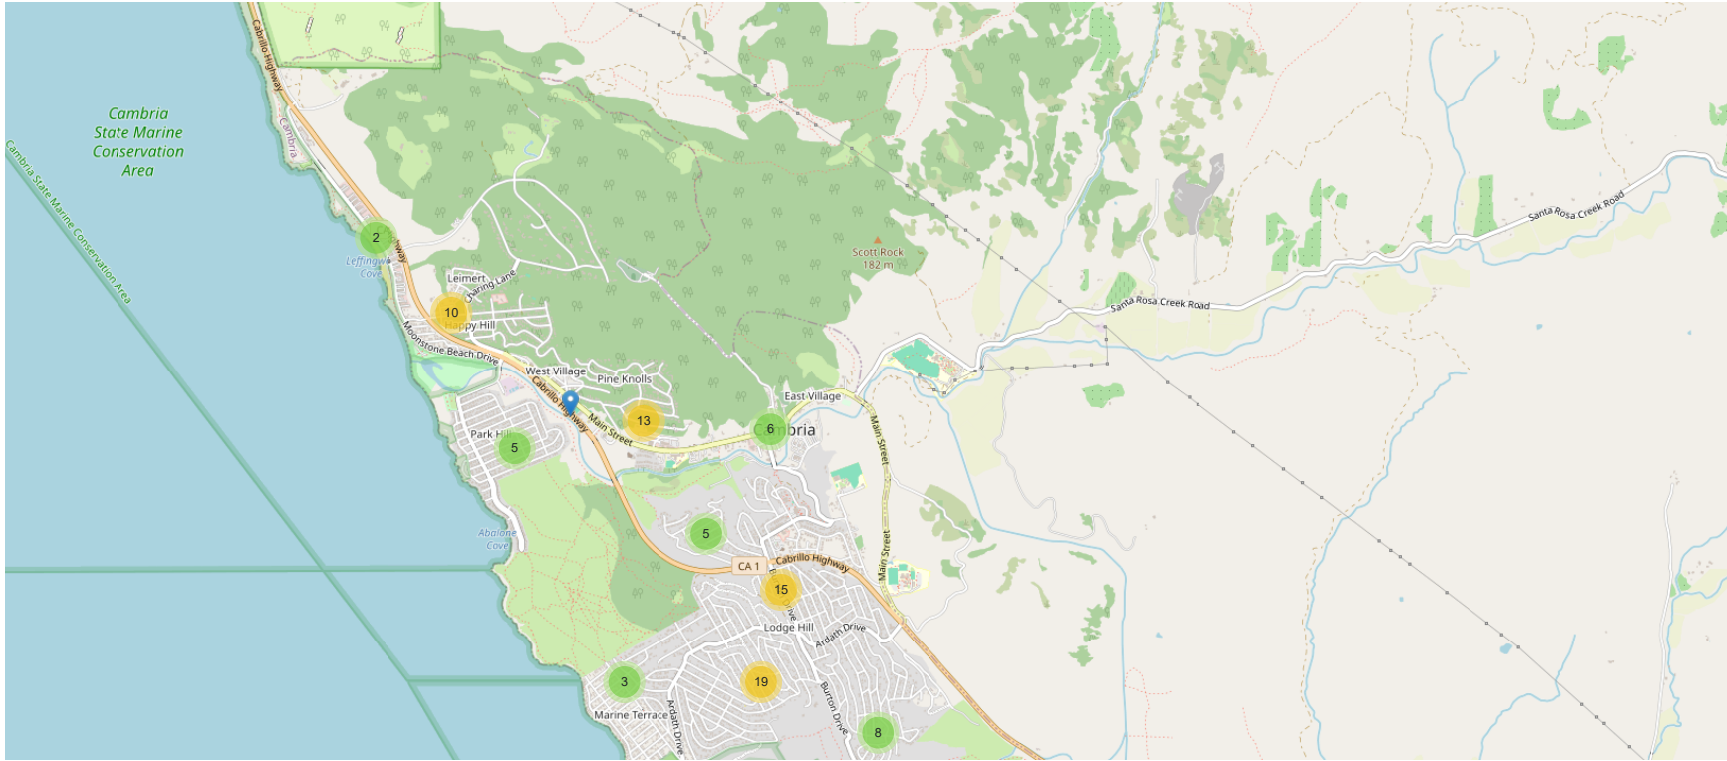 Cabrillo Highway
Cambria
State Marine
Conservation
Area
Cambria
Cambria State Marine Conservation Area
Santa Rosa Creek Road
2
hway
Scott Rock
182 m
Leffingw
Cove
Leimert
Charing Lane
Santa Rosa Creek Road
10
Happy Hill
Moonstone Beach Drive
West Village
Pine Knolls
Cabrillo Highway
East Village
13
Main Street
6
Cambria
Main Street
Park Hill
5
Abalone
Cove
5
CA 1
Cabrillo Highway
Main Street
15
Drive
Lodge Hill
Ardath Drive
3
19
Burton Drive
Marine Terrace
Ardath Drive
8